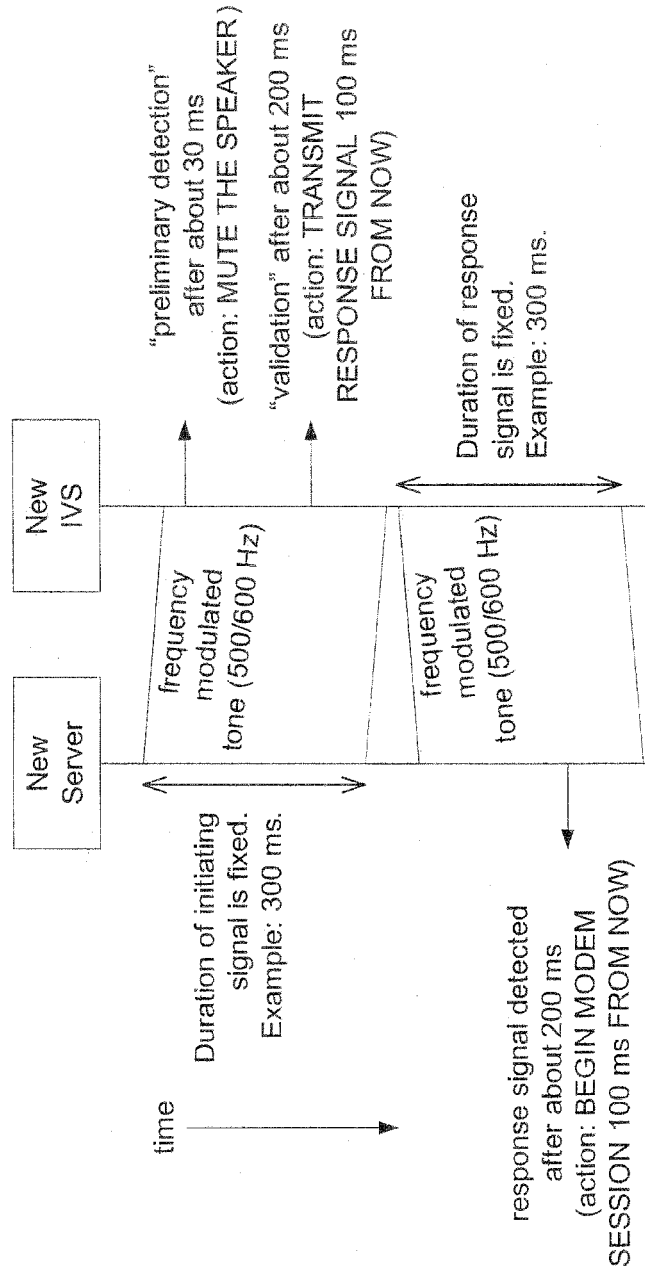 New
Server
New
IVS
time
Duration of initiating
signal is fixed.
Example: 300 ms.
frequency
modulated
tone (500/600 Hz)
"preliminary detection"
after about 30 ms
(action: MUTE THE SPEAKER)
"validation" after about 200 ms
(action: TRANSMIT
RESPONSE SIGNAL 100 ms
FROM NOW)
frequency
modulated
tone (500/600 Hz)
Duration of response
signal is fixed.
Example: 300 ms.
response signal detected
after about 200 ms
(action: BEGIN MODEM
SESSION 100 ms FROM NOW)